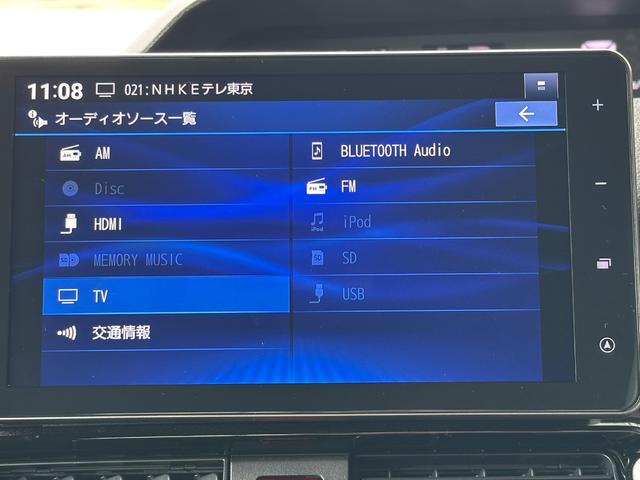 11:08 021:NHKEテレ東京
オーディオソース一覧
AM
Disc
HDMI
MEMORY MUSIC
TV
交通情報
BLUETOOTH Audio
FM
iPod
SD
USB